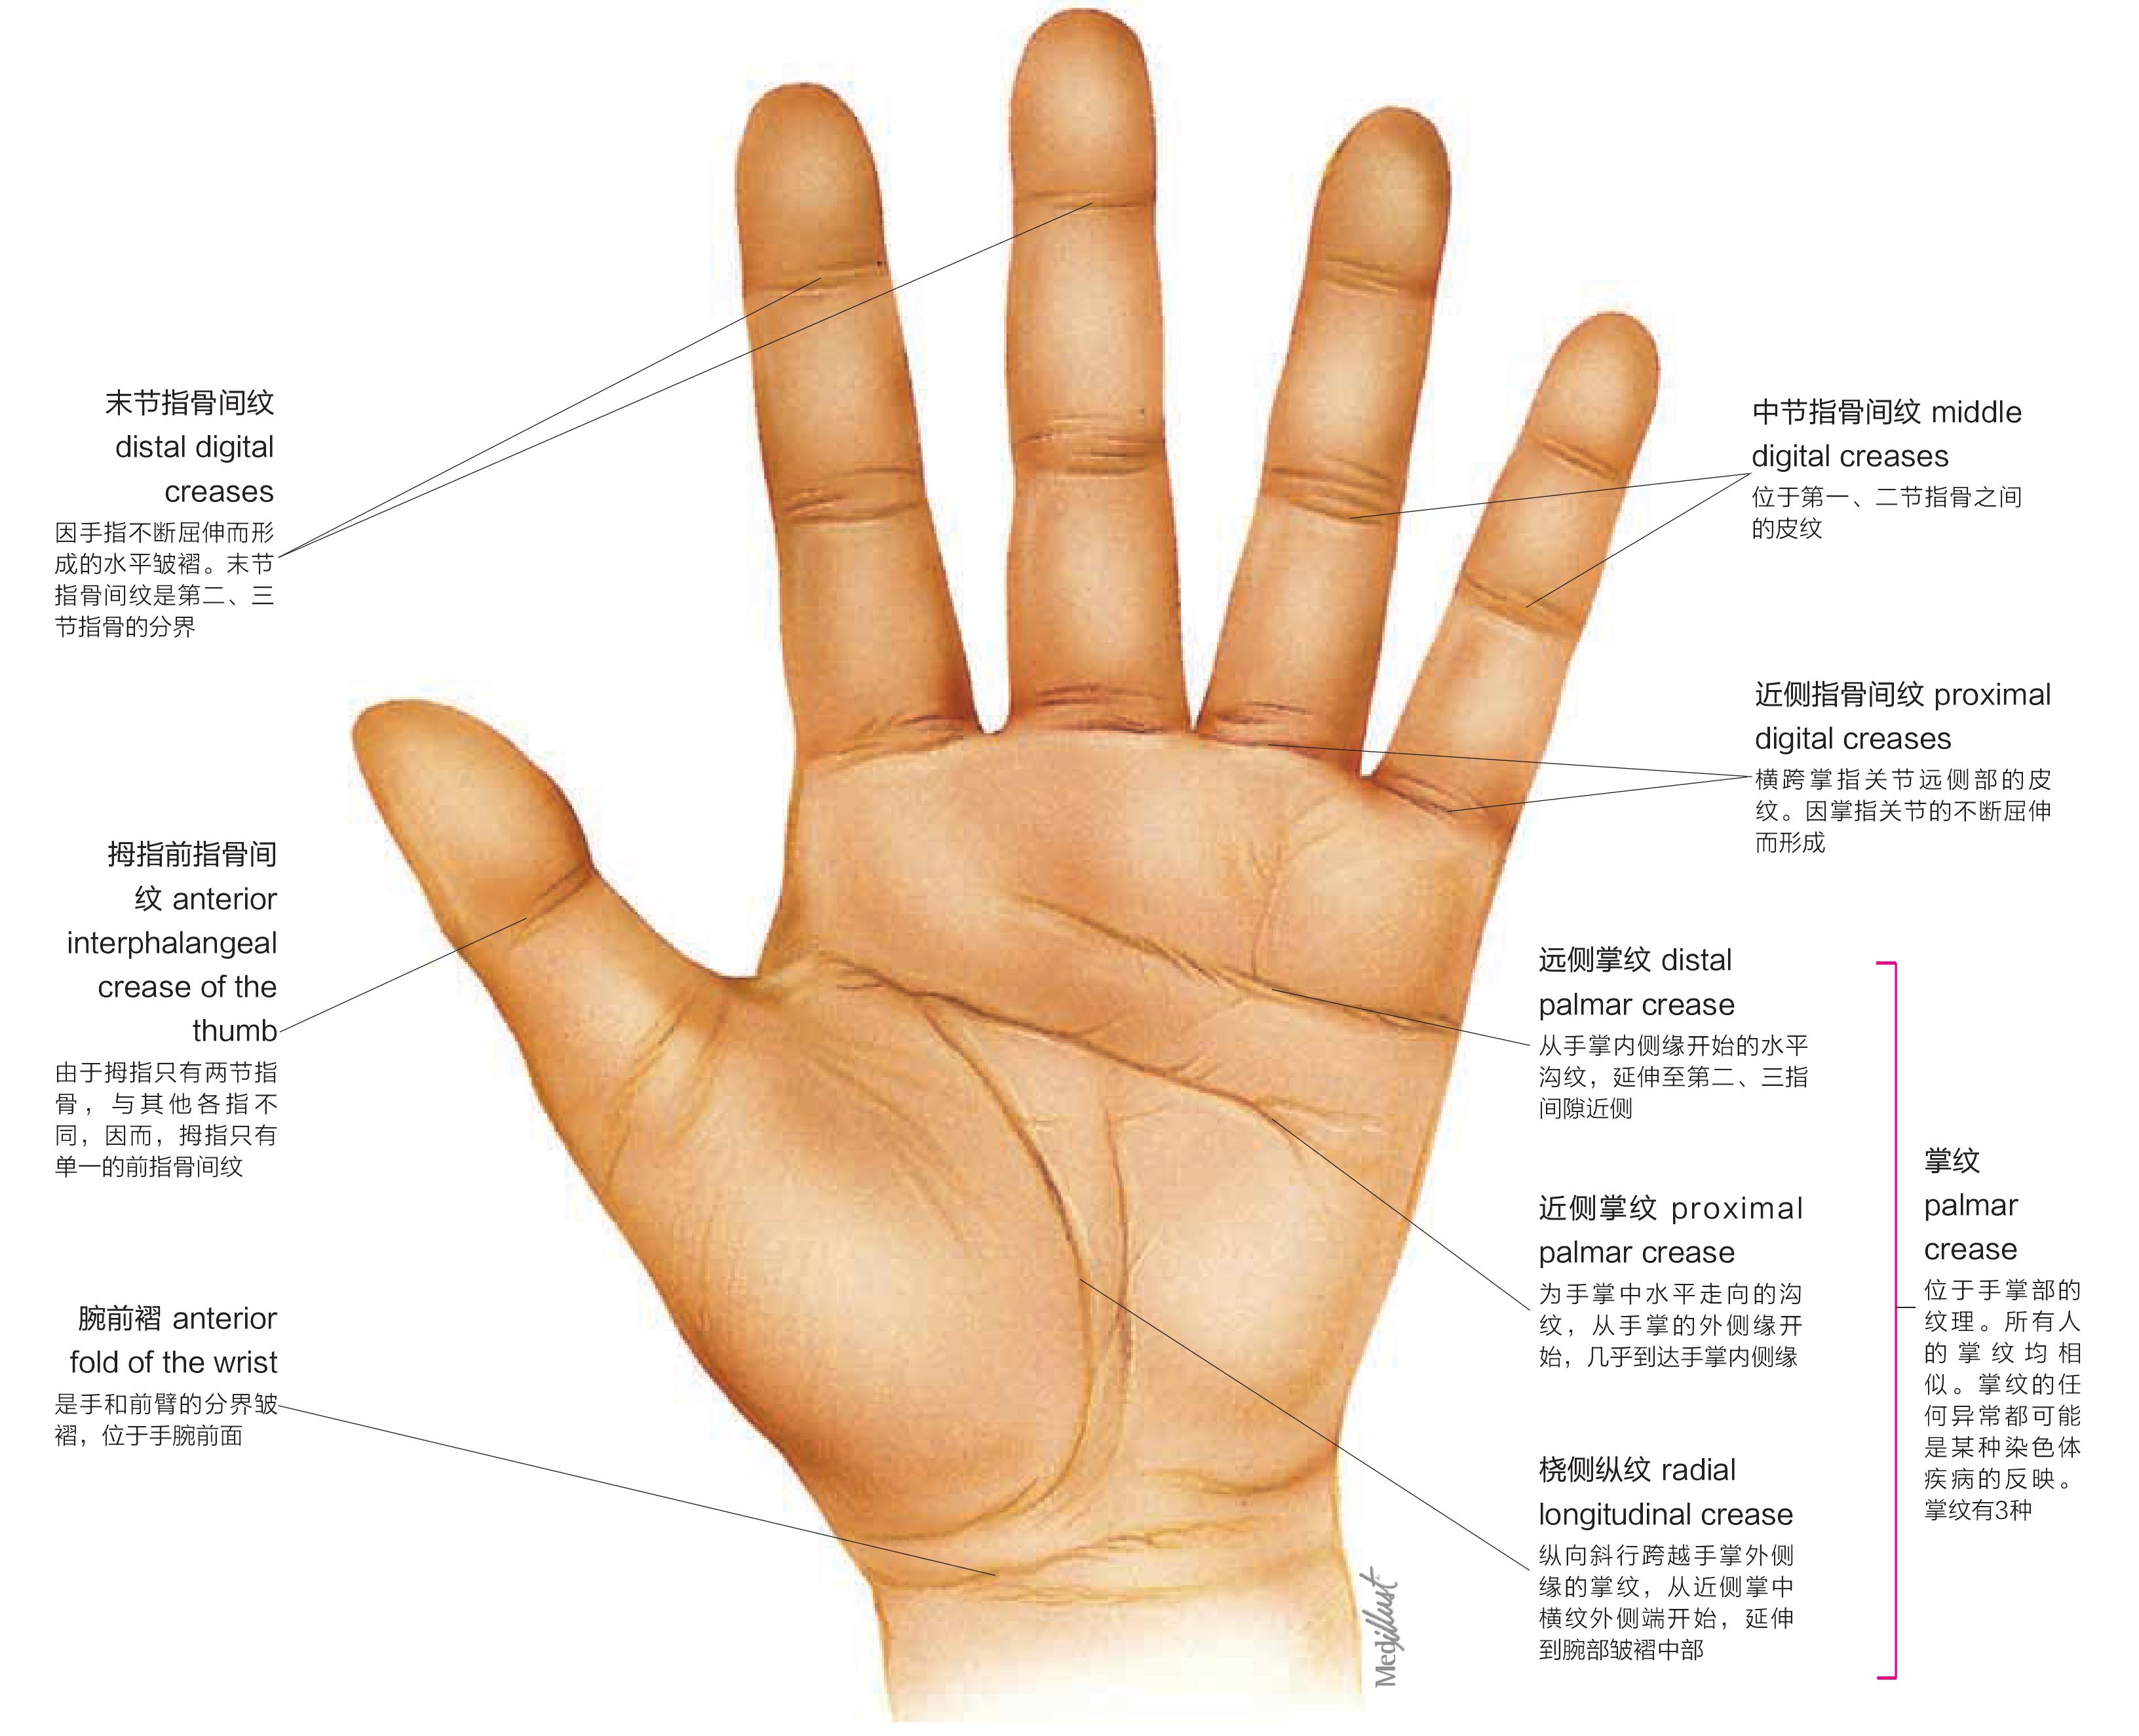 末节指骨间纹
distal digital
creases
因手指不断屈伸而形
成的水平皱褶。末节
指骨间纹是第二、三
节指骨的分界
拇指前指骨间
纹 anterior
interphalangeal
crease of the
thumb
由于拇指只有两节指
骨，与其他各指不
同，因而，拇指只有
单一的前指骨间纹
腕前褶 anterior
fold of the wrist
是手和前臂的分界皱
褶，位于手腕前面
中节指骨间纹 middle
digital creases
位于第一、二节指骨之间
的皮纹
近侧指骨间纹 proximal
digital creases
横跨掌指关节远侧部的皮
纹。因掌指关节的不断屈伸
而形成
远侧掌纹 distal
palmar crease
从手掌内侧缘开始的水平
沟纹，延伸至第二、三指
间隙近侧
近侧掌纹 proximal
palmar crease
为手掌中水平走向的沟
纹，从手掌的外侧缘开
始，几乎到达手掌内侧缘
桡侧纵纹 radial
longitudinal crease
纵向斜行跨越手掌外侧
缘的掌纹，从近侧掌中
横纹外侧端开始，延伸
到腕部皱褶中部
掌纹
palmar
crease
位于手掌部的
纹理。所有人
的掌纹均相
似。掌纹的任
何异常都可能
是某种染色体
疾病的反映。
掌纹有3种
Medillust